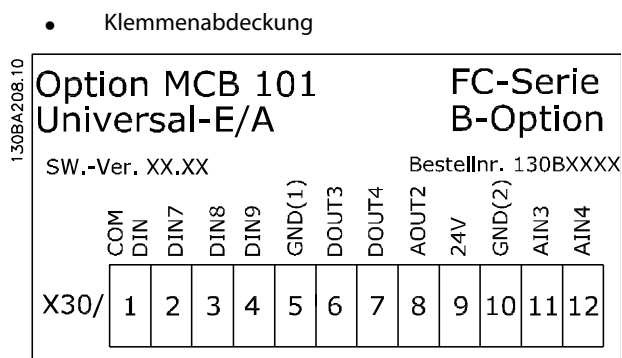 • Klemmenabdeckung
130BA208.10
Option MCB 101 FC-Serie
Universal-E/A B-Option
SW.-Ver. XX.XX Bestellnr. 130BXXXX
COM DIN DIN7 DIN8 DIN9 GND(1) DOUT3 DOUT4 AOUT2 24V GND(2) AIN3 AIN4
X30/ 1 2 3 4 5 6 7 8 9 10 11 12